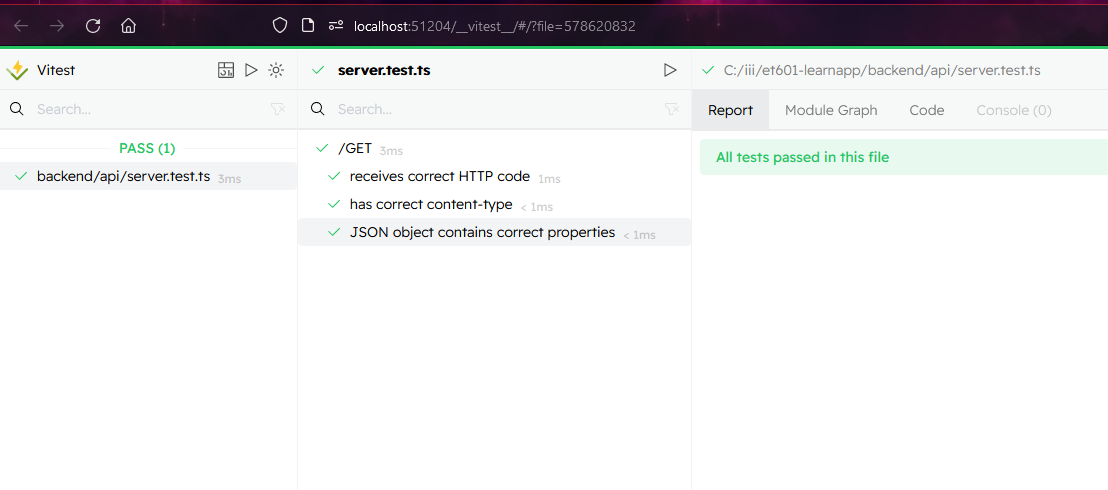 localhost:51204/__vitest__/#/?file=578620832
Vitest
server.test.ts
C:/iii/et601-learnapp/backend/api/server.test.ts
Search...
Search...
Report
Module Graph
Code
Console (0)
PASS (1)
backend/api/server.test.ts 3ms
/GET 3ms
receives correct HTTP code 1ms
has correct content-type < 1ms
JSON object contains correct properties < 1ms
All tests passed in this file